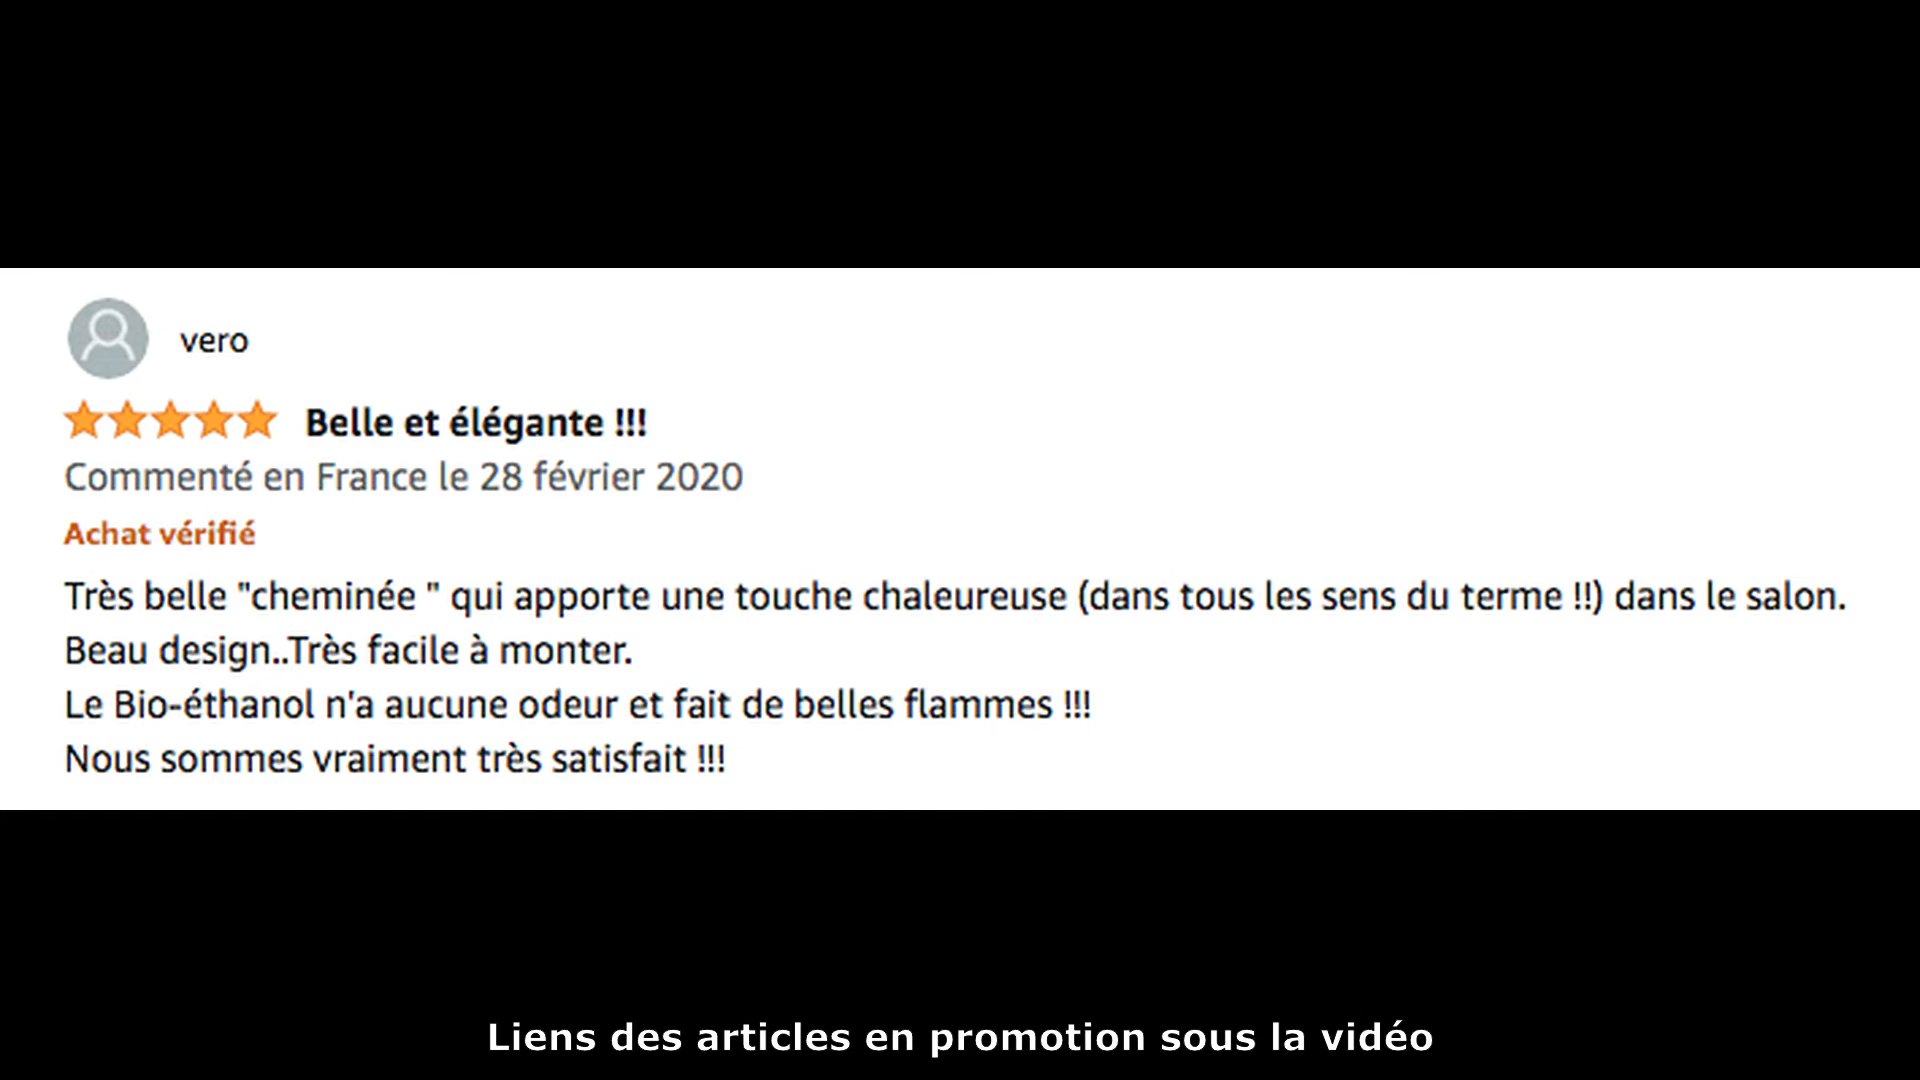 vero
Belle et élégante !!!
Commenté en France le 28 février 2020
Achat vérifié
Très belle "cheminée " qui apporte une touche chaleureuse (dans tous les sens du terme !!) dans le salon.
Beau design..Très facile à monter.
Le Bio-éthanol n'a aucune odeur et fait de belles flammes !!!
Nous sommes vraiment très satisfait !!!
Liens des articles en promotion sous la vidéo